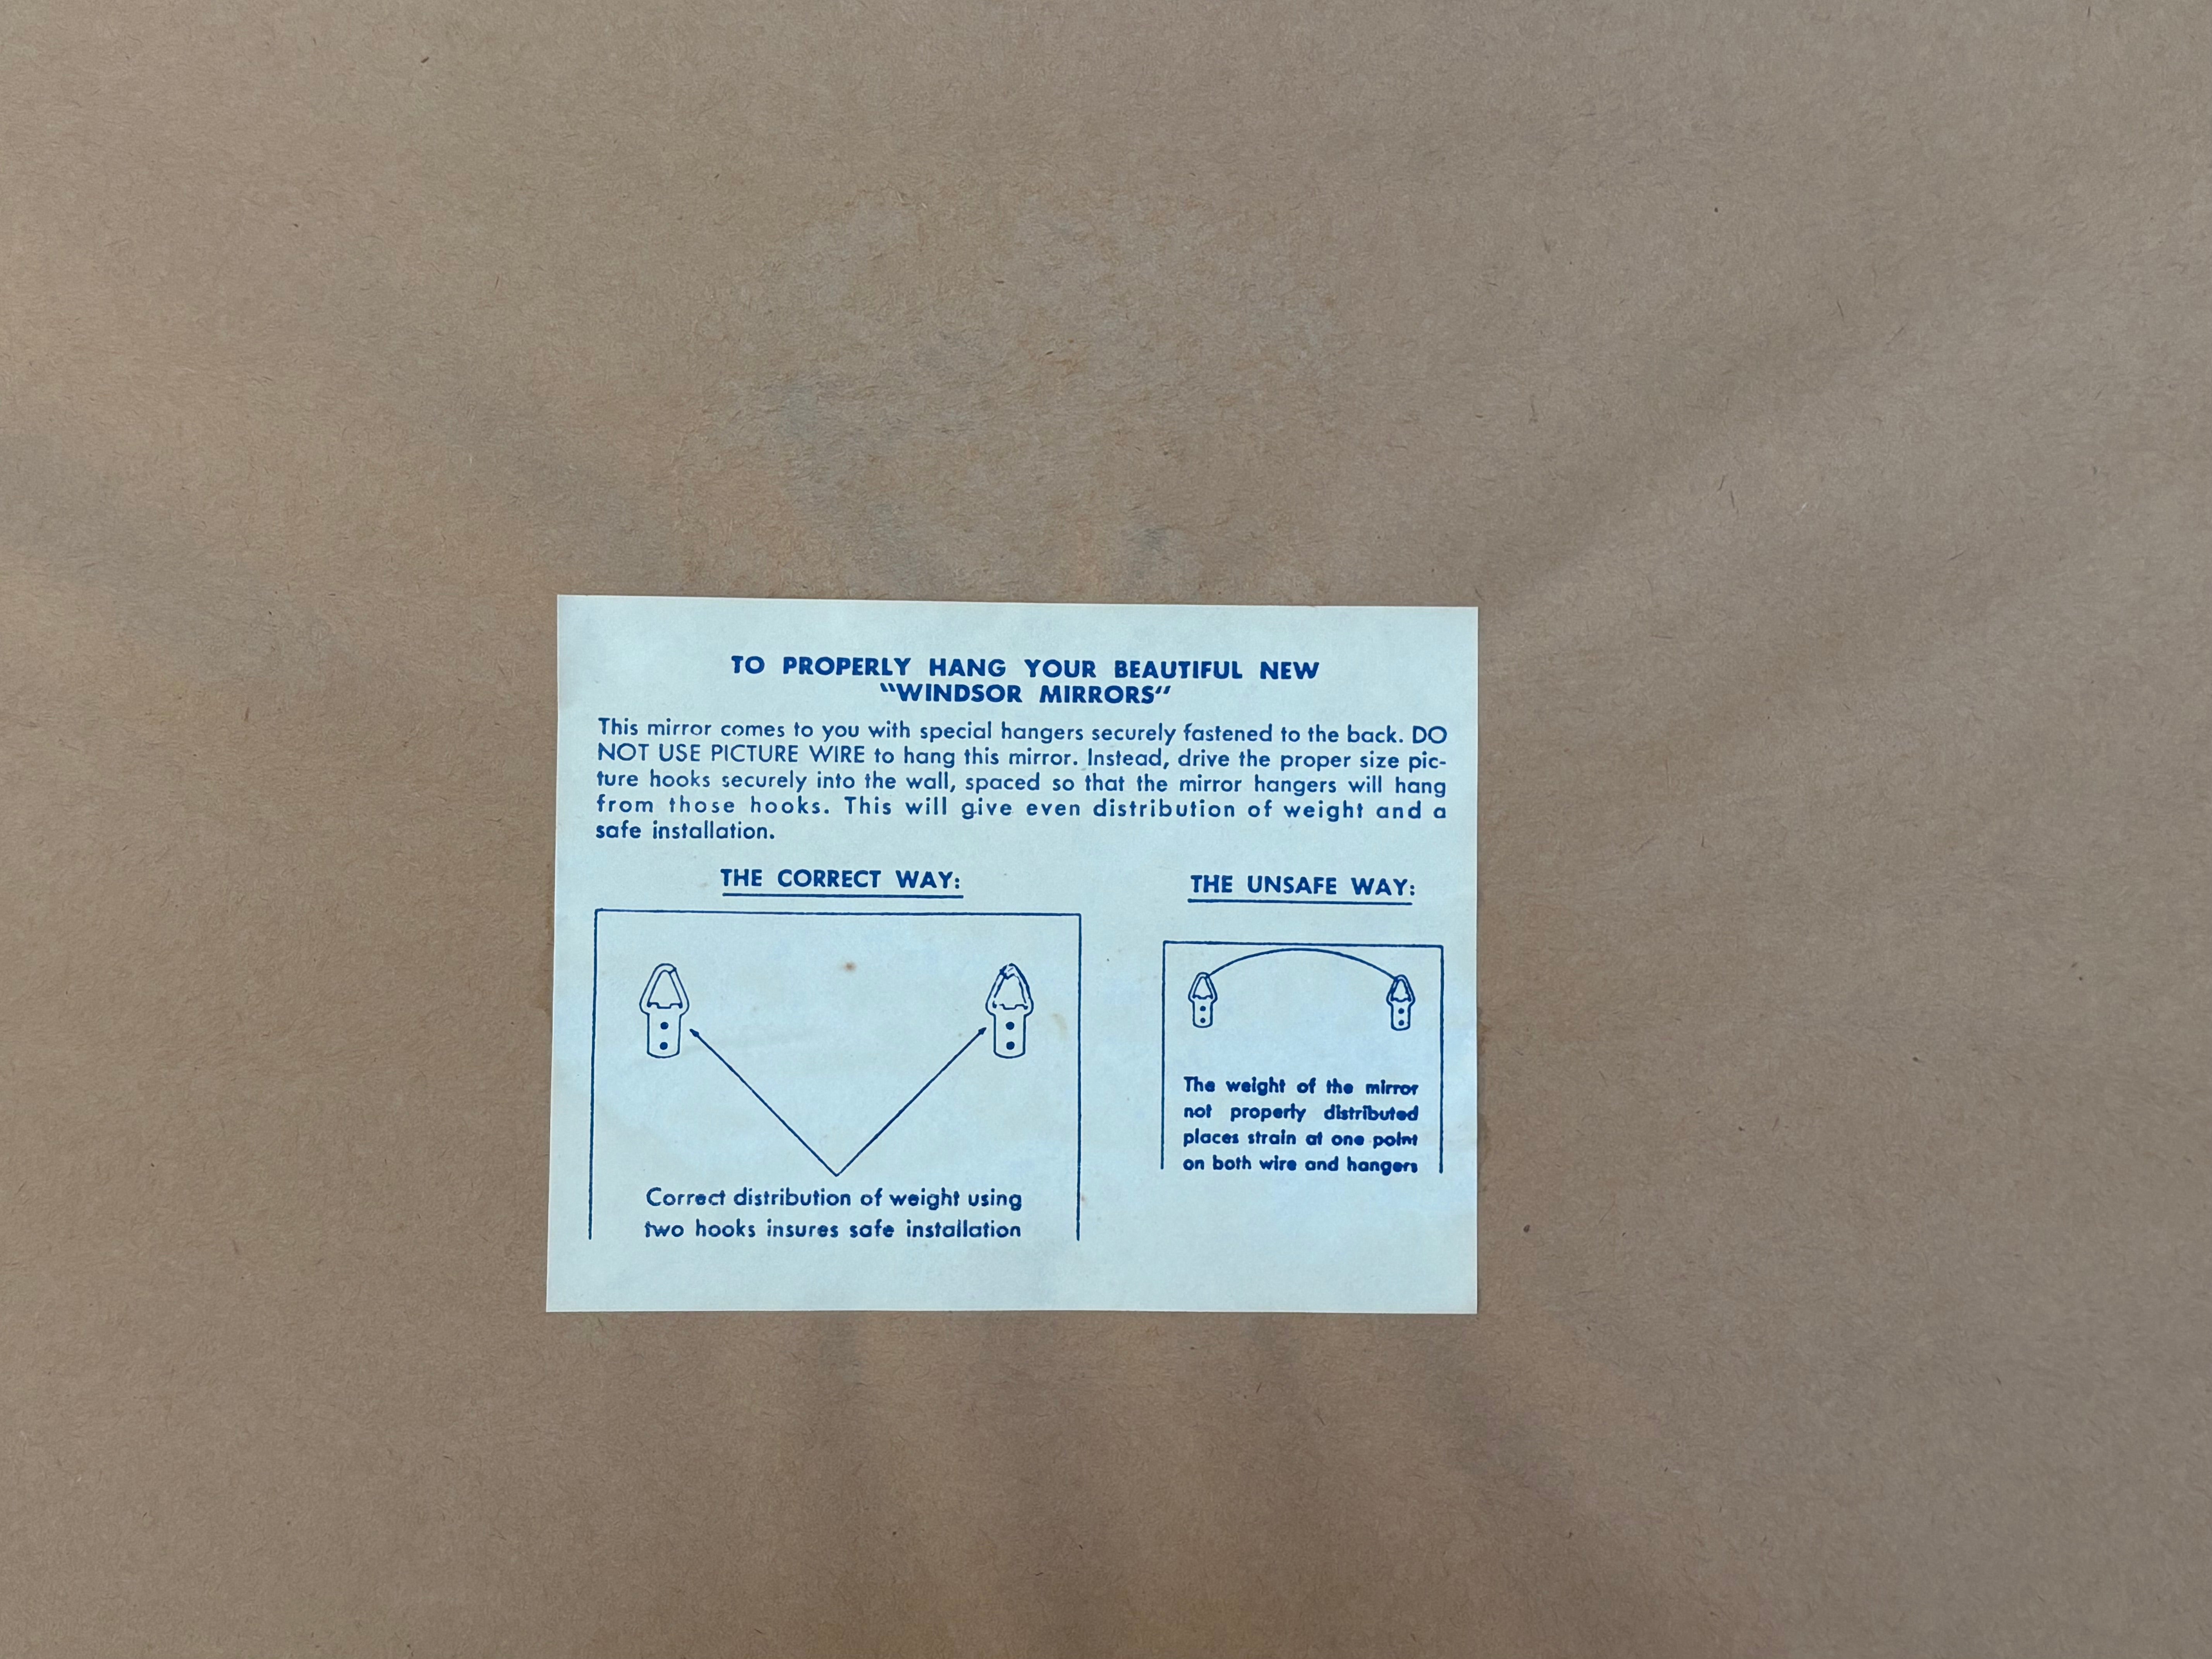 TO PROPERLY HANG YOUR BEAUTIFUL NEW
"WINDSOR MIRRORS"
This mirror comes to you with special hangers securely fastened to the back. DO
NOT USE PICTURE WIRE to hang this mirror. Instead, drive the proper size pic-
ture hooks securely into the wall, spaced so that the mirror hangers will hang
from those hooks. This will give even distribution of weight and a
safe installation.
THE CORRECT WAY:
Correct distribution of weight using
two hooks insures safe installation
THE UNSAFE WAY:
The weight of the mirror
not properly distributed
places strain at one point
on both wire and hangers